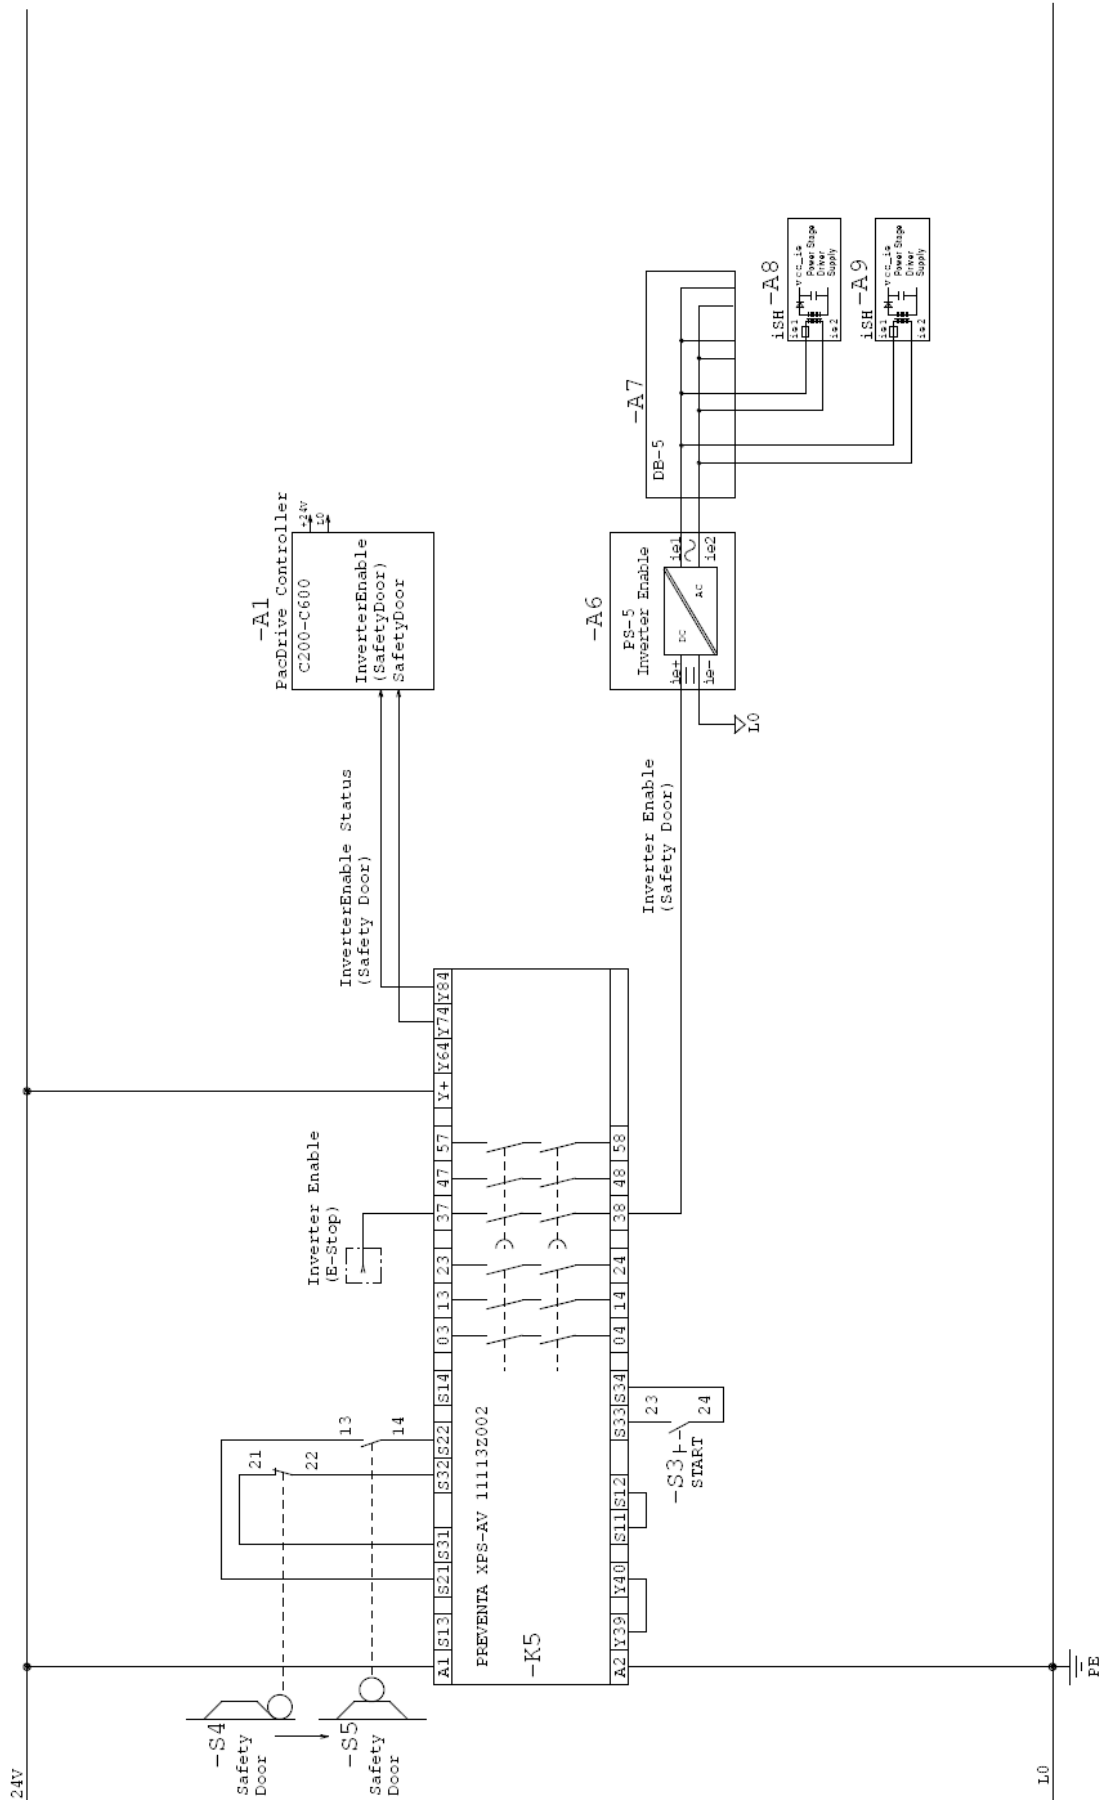 24V
-S4
Safety
Door
-S5
Safety
Door
21
22
13
14
Inverter Enable
(E-Stop)
InverterEnable Status
(Safety Door)
-A1
PacDrive Controller
C200-C600
InverterEnable
(SafetyDoor)
SafetyDoor
+24V
L0
A1 S13 S21 S31 S32 S22 S14 03 13 23 37 47 57 Y+ Y64 Y74 Y84
PREVENTA XPS-AV 11113Z002
-K5
A2 Y39 Y40 S11 S12 S33 S34 04 14 24 38 48 58
-S3
START
23
24
Inverter Enable
(Safety Door)
-A6
PS-5
Inverter Enable
ie+
ie-
DC
AC
ie1
ie2
L0
-A7
DB-5
iSH -A8
ie1
ie2
Vcc_ie
Power Stage
Driver
Supply
iSH -A9
ie1
ie2
Vcc_ie
Power Stage
Driver
Supply
L0
PE